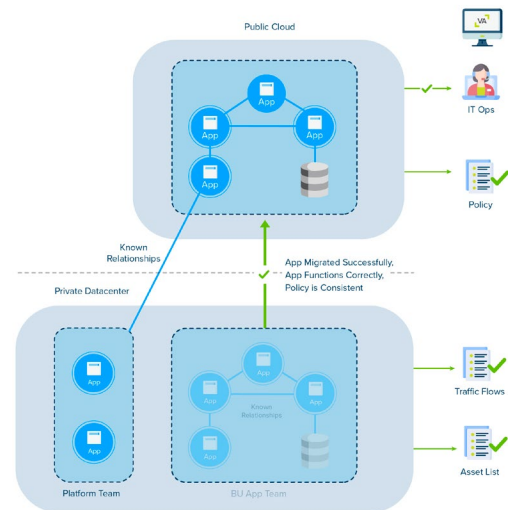 Public Cloud
VA
App
App
App
App
IT Ops
Policy
Known
Relationships
App Migrated Successfully,
App Functions Correctly,
Policy is Consistent
Private Datacenter
App
App
App
App
App
Known
Relationships
App
Traffic Flows
Asset List
Platform Team
BU App Team